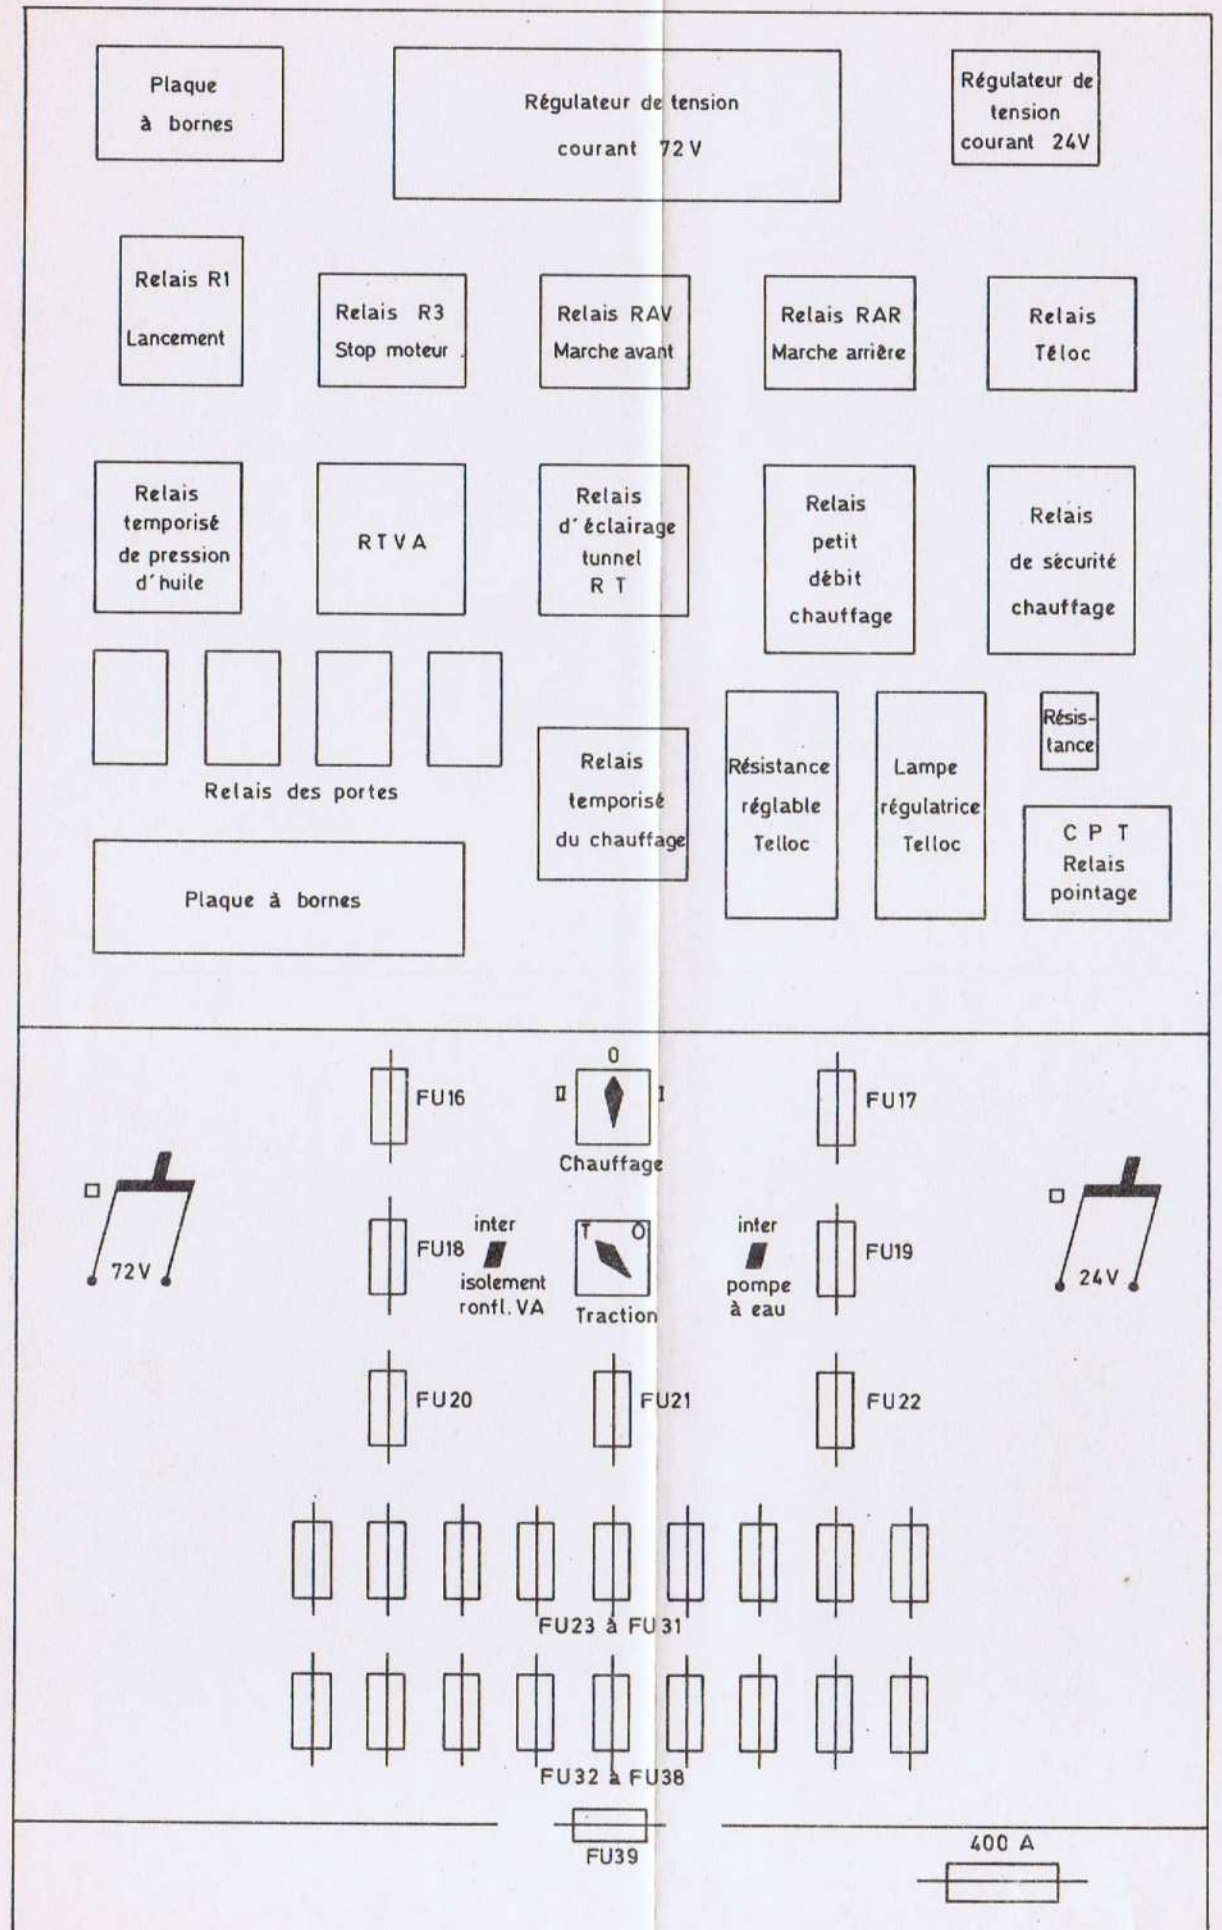 Plaque
à bornes
Régulateur de tension
courant 72 V
Régulateur de
tension
courant 24V
Relais R1
Lancement
Relais R3
Stop moteur
Relais RAV
Marche avant
Relais RAR
Marche arrière
Relais
Téloc
Relais
temporisé
de pression
d'huile
RTVA
Relais
d'éclairage
tunnel
R T
Relais
petit
débit
chauffage
Relais
de sécurité
chauffage
Relais des portes
Relais
temporisé
du chauffage
Résistance
réglable
Telloc
Lampe
régulatrice
Telloc
Résis-
tance
C P T
Relais
pointage
Plaque à bornes
FU16
II
O
I
Chauffage
FU17
72V
FU18
inter
isolement
ronfl. VA
T O
Traction
inter
pompe
à eau
FU19
24V
FU20
FU21
FU22
FU23 à FU31
FU32 à FU38
FU39
400 A